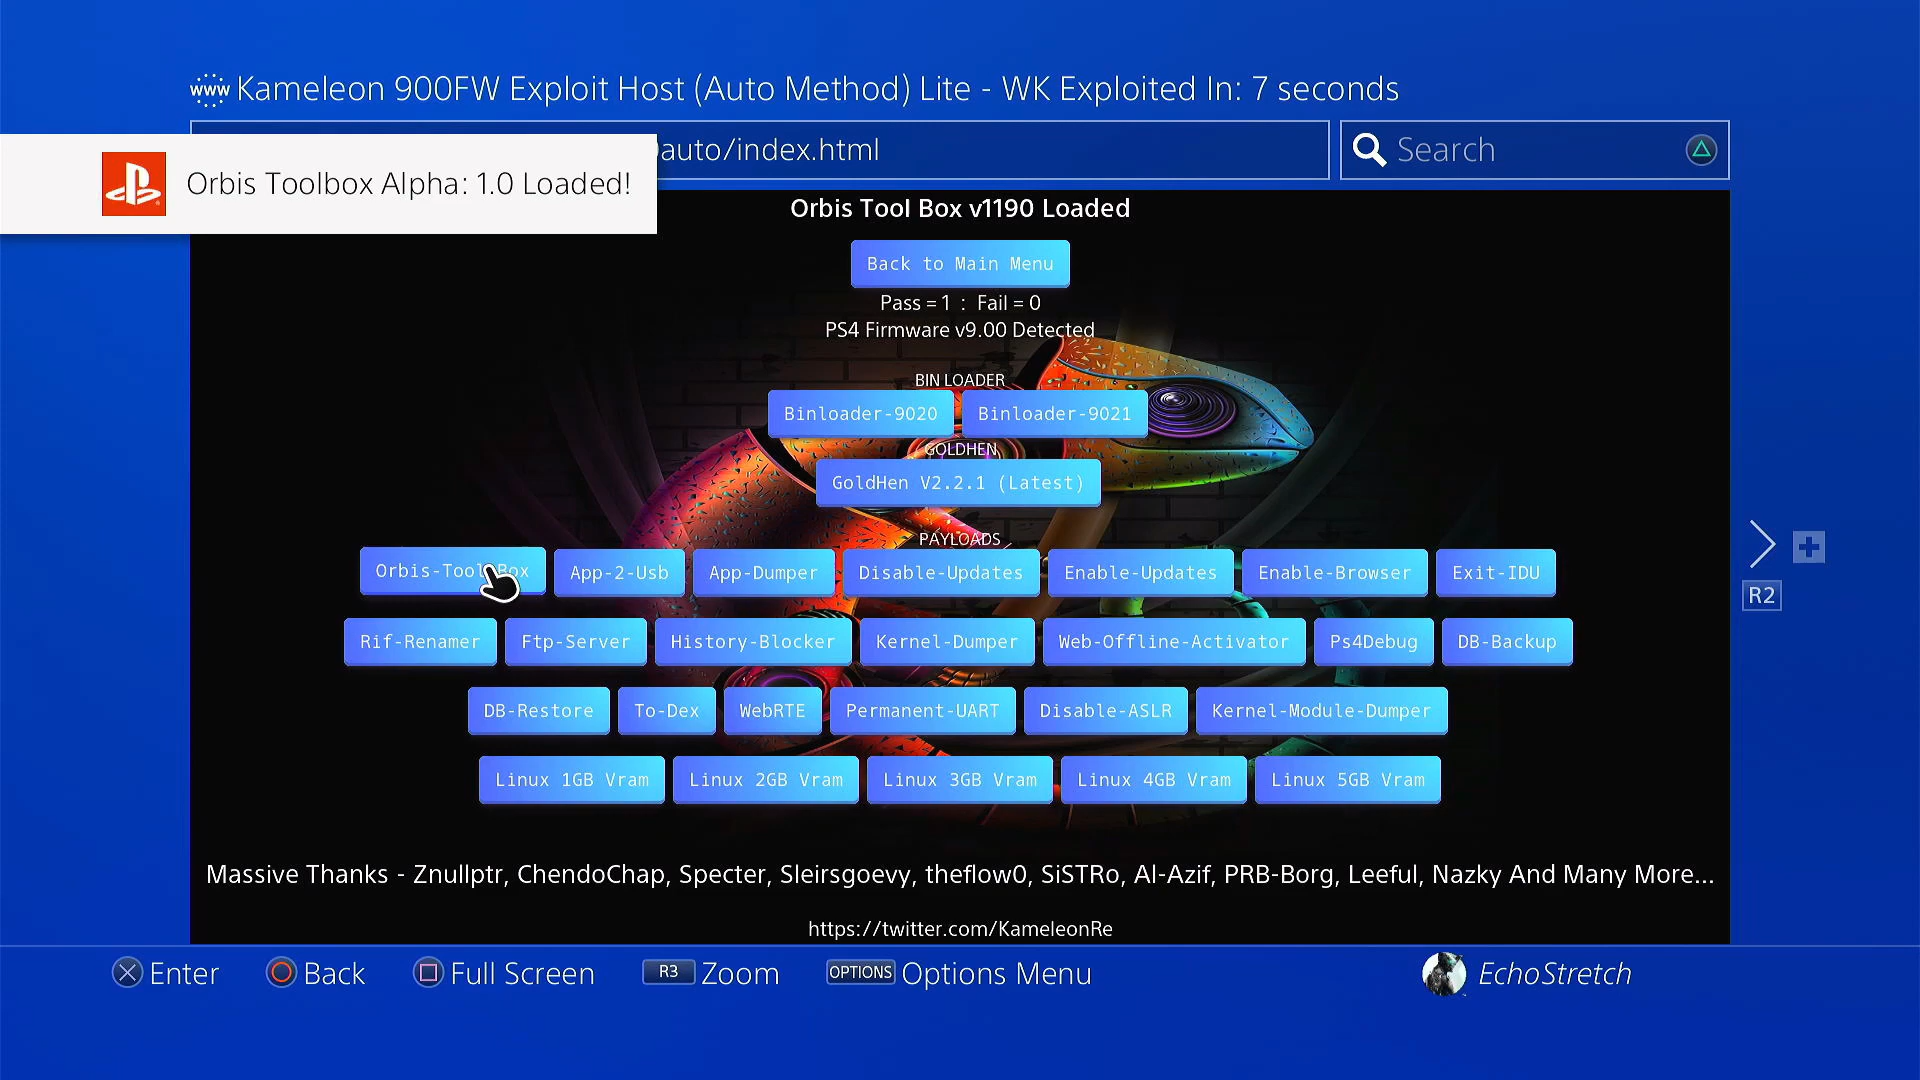 www Kameleon 900FW Exploit Host (Auto Method) Lite - WK Exploited In: 7 seconds
auto/index.html
Search
Orbis Toolbox Alpha: 1.0 Loaded!
Orbis Tool Box v1190 Loaded
Back to Main Menu
Pass = 1 : Fail = 0
PS4 Firmware v9.00 Detected
BIN LOADER
Binloader-9020 Binloader-9021
GOLDHEN
GoldHen V2.2.1 (Latest)
PAYLOADS
Orbis-Tool-Box App-2-Usb App-Dumper Disable-Updates Enable-Updates Enable-Browser Exit-IDU
R2
Rif-Renamer Ftp-Server History-Blocker Kernel-Dumper Web-Offline-Activator Ps4Debug DB-Backup
DB-Restore To-Dex WebRTE Permanent-UART Disable-ASLR Kernel-Module-Dumper
Linux 1GB Vram Linux 2GB Vram Linux 3GB Vram Linux 4GB Vram Linux 5GB Vram
Massive Thanks - Znullptr, ChendoChap, Specter, Sleirsgoevy, theflow0, SiSTRo, Al-Azif, PRB-Borg, Leeful, Nazky And Many More...
https://twitter.com/KameleonRe
Enter Back Full Screen R3 Zoom OPTIONS Options Menu EchoStretch